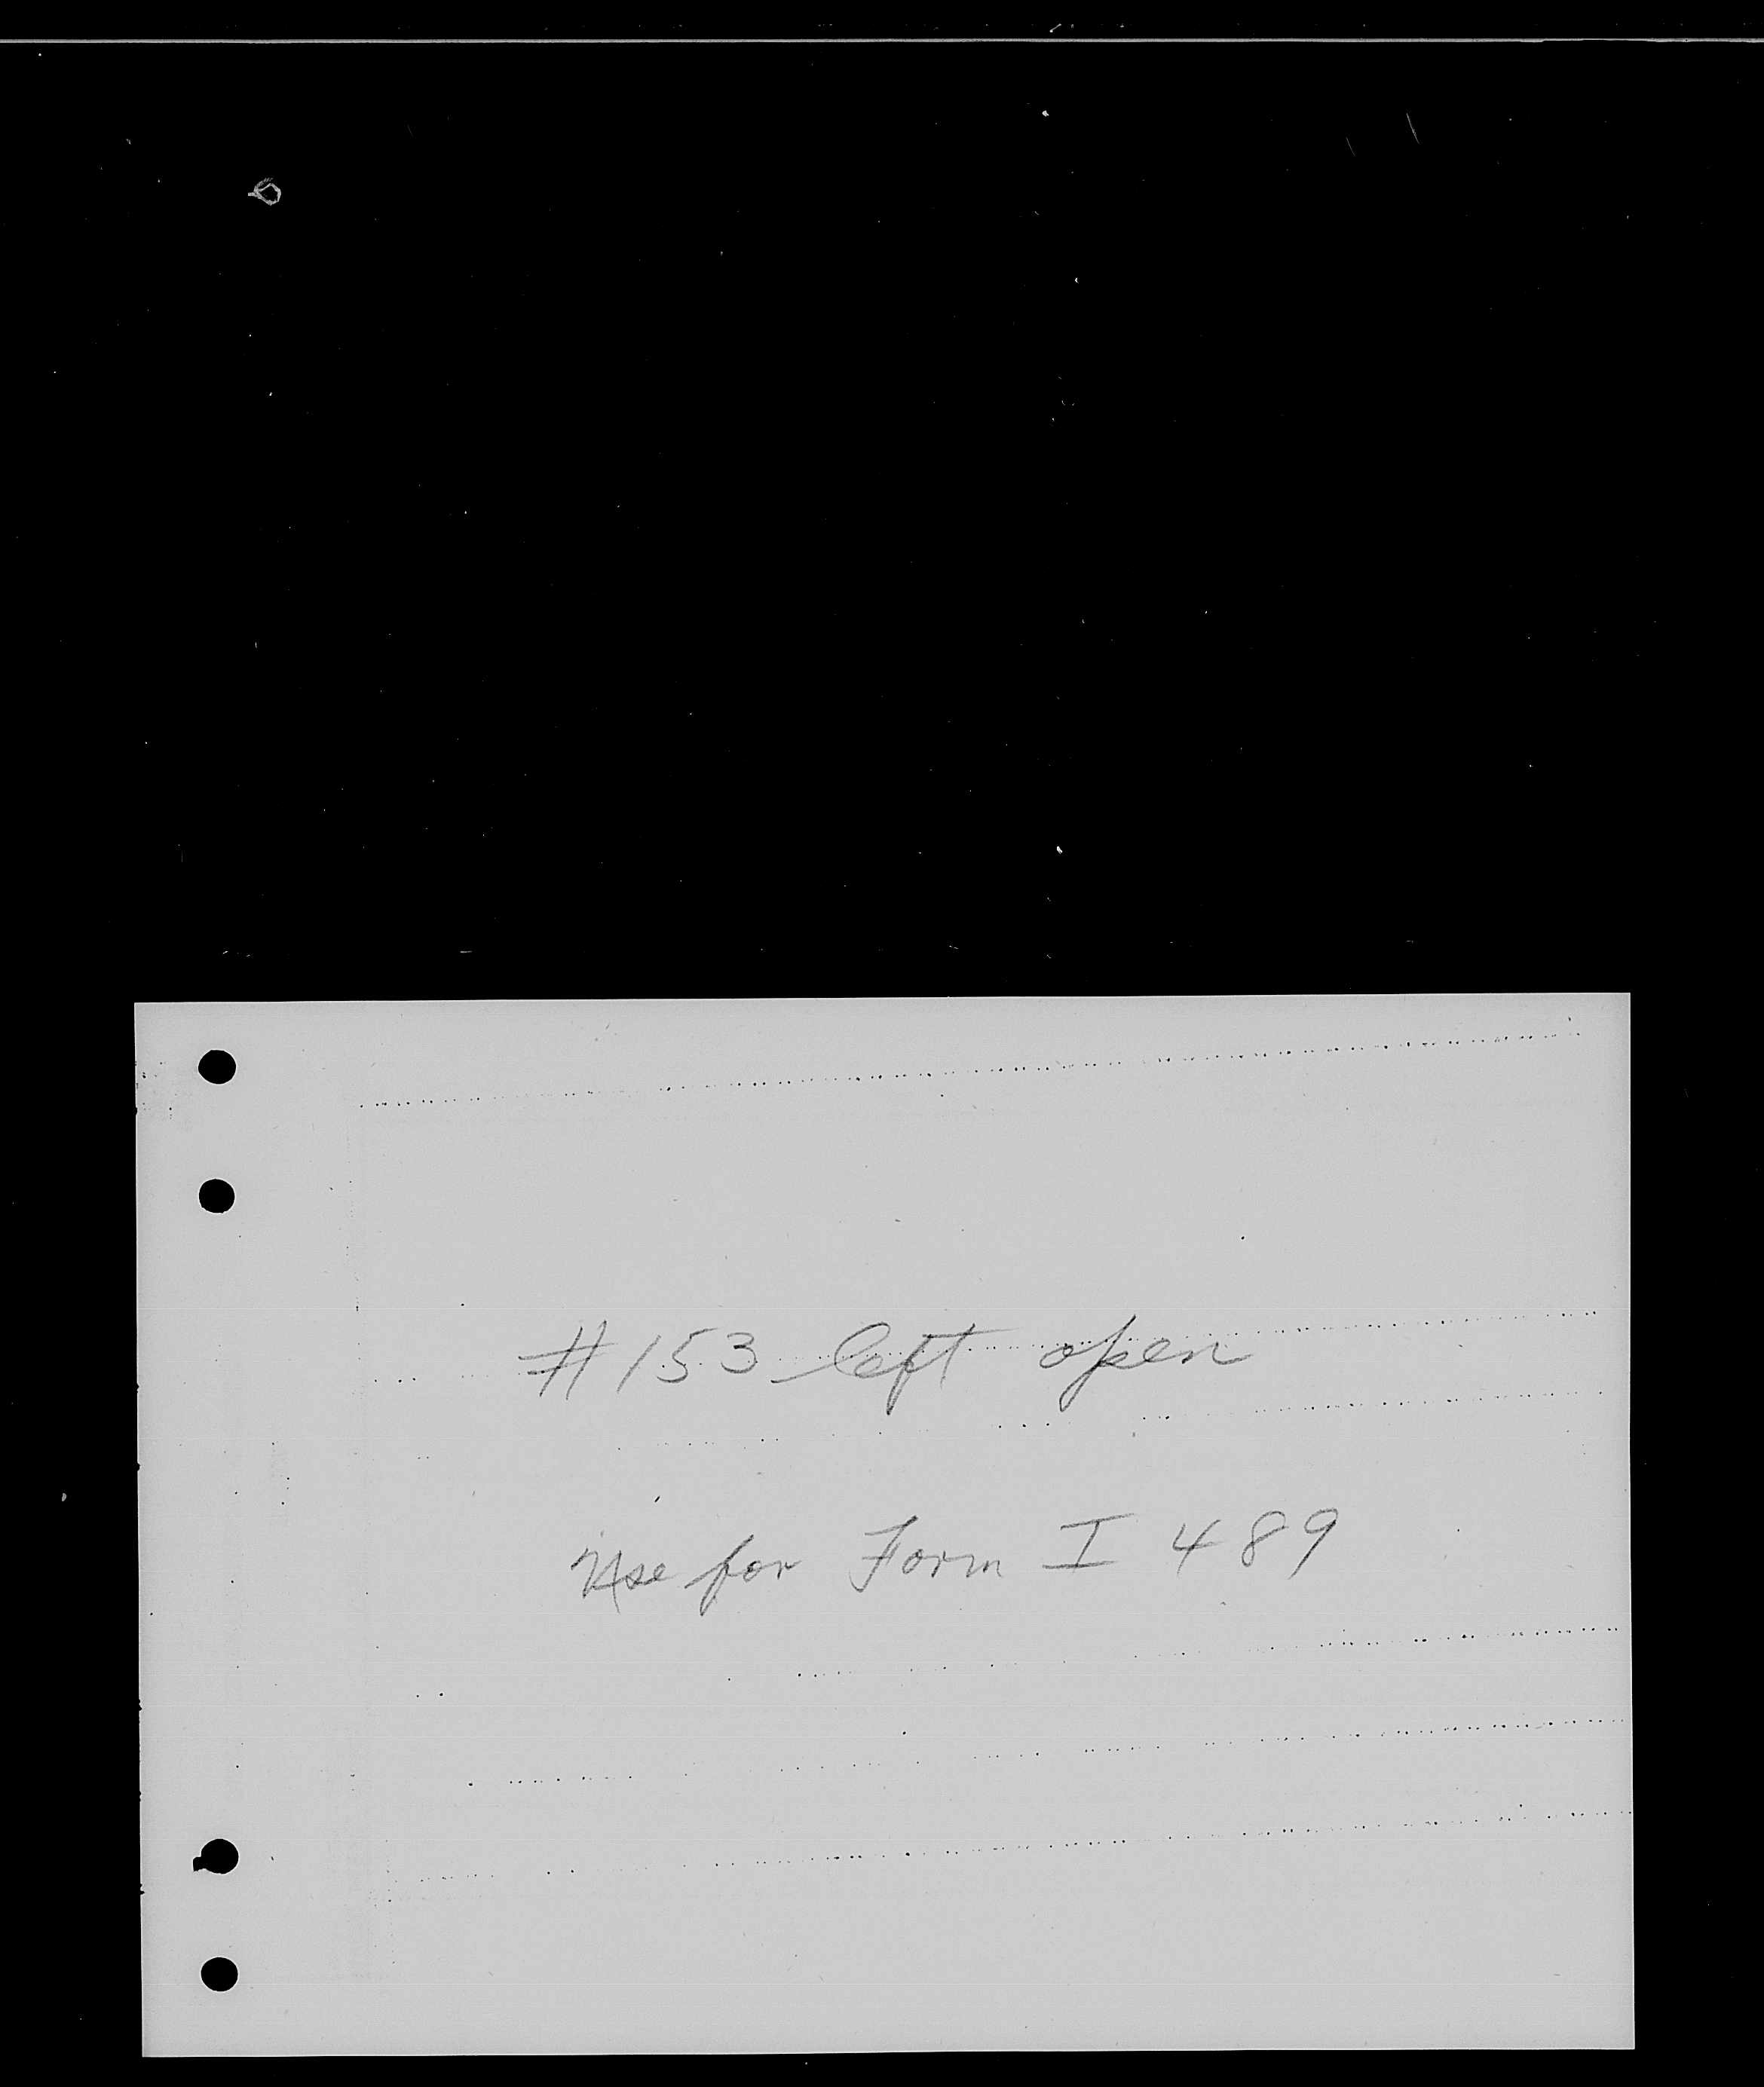 #153 left open
Use for Form I 489